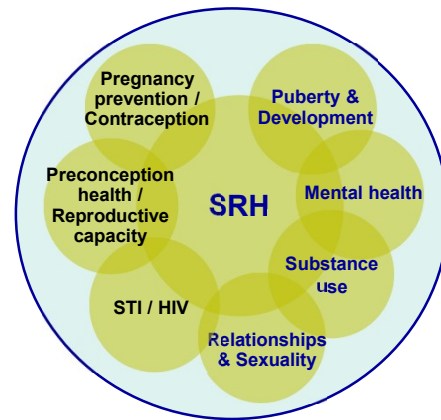 Pregnancy
prevention /
Contraception
Puberty &
Development
Preconception
health /
Reproductive
capacity
SRH
Mental health
Substance
use
STI / HIV
Relationships
& Sexuality